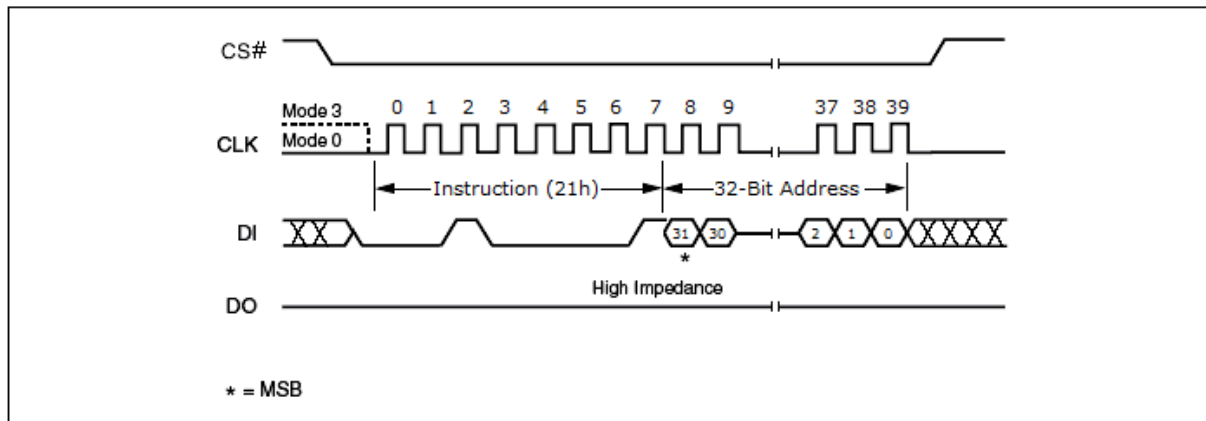 CS#
Mode 3 0 1 2 3 4 5 6 7 8 9 37 38 39
CLK Mode 0
Instruction (21h) 32-Bit Address
DI 31 30 2 1 0
*
High Impedance
DO
* = MSB